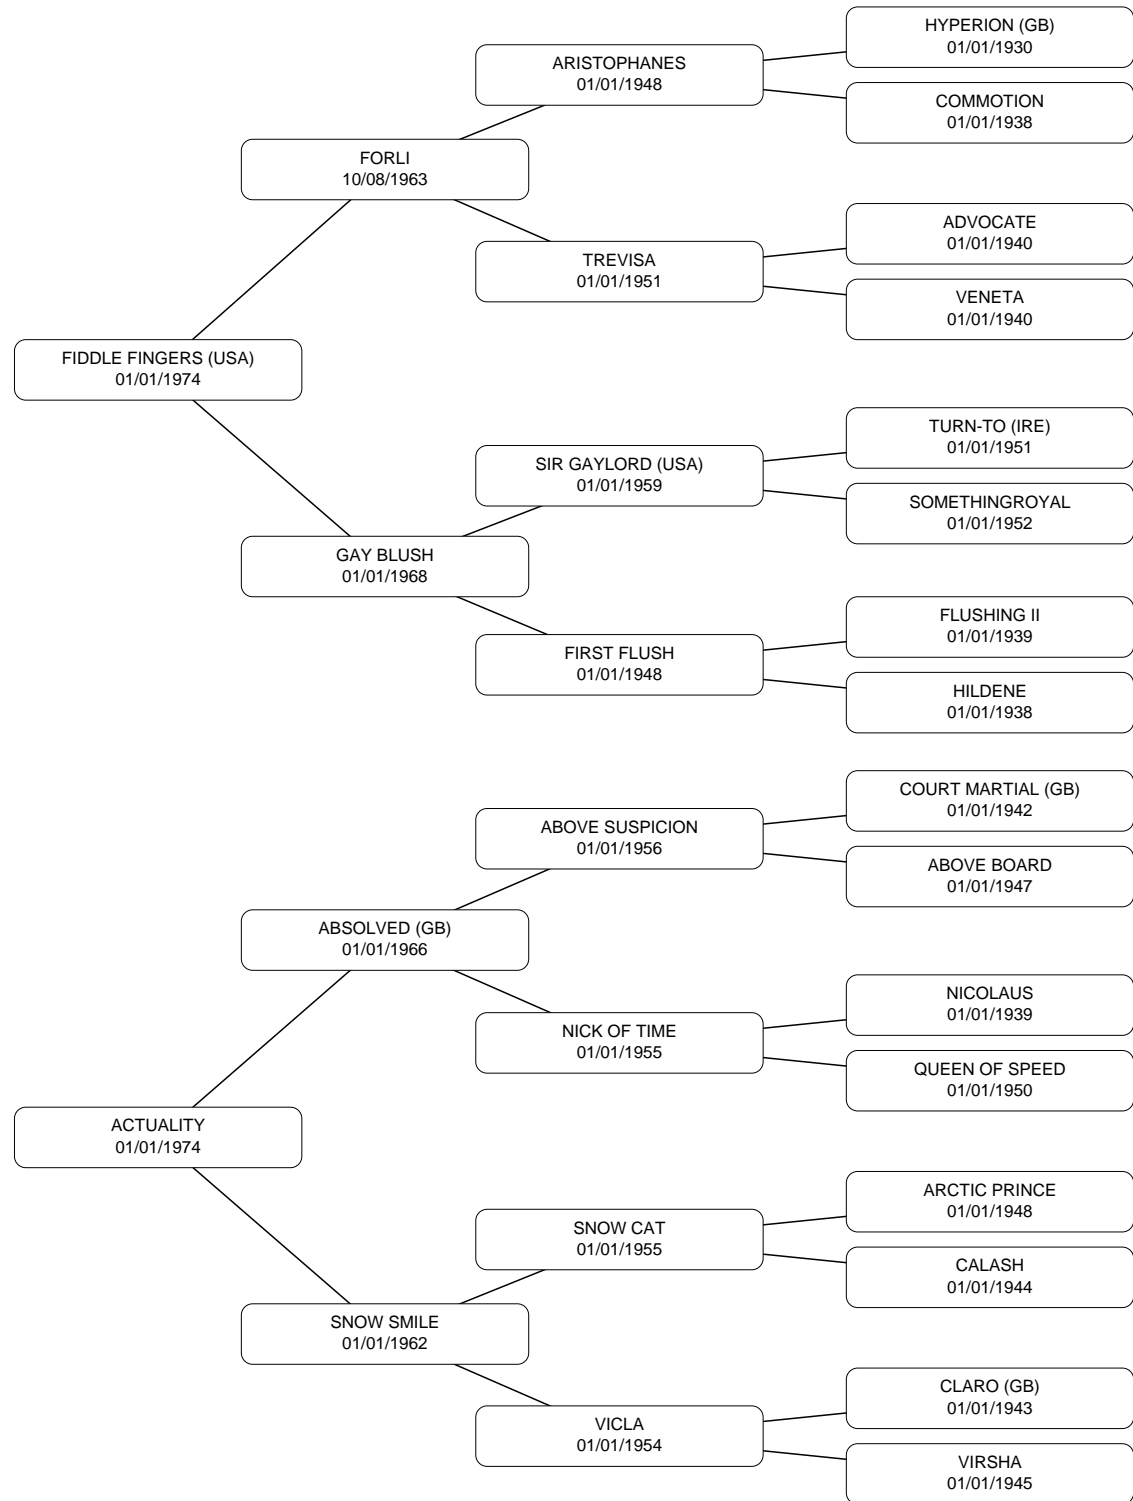 HYPERION (GB)
01/01/1930
ARISTOPHANES
01/01/1948
COMMOTION
01/01/1938
FORLI
10/08/1963
ADVOCATE
01/01/1940
TREVISA
01/01/1951
VENETA
01/01/1940
FIDDLE FINGERS (USA)
01/01/1974
TURN-TO (IRE)
01/01/1951
SIR GAYLORD (USA)
01/01/1959
SOMETHINGROYAL
01/01/1952
GAY BLUSH
01/01/1968
FLUSHING II
01/01/1939
FIRST FLUSH
01/01/1948
HILDENE
01/01/1938
COURT MARTIAL (GB)
01/01/1942
ABOVE SUSPICION
01/01/1956
ABOVE BOARD
01/01/1947
ABSOLVED (GB)
01/01/1966
NICOLAUS
01/01/1939
NICK OF TIME
01/01/1955
QUEEN OF SPEED
01/01/1950
ACTUALITY
01/01/1974
ARCTIC PRINCE
01/01/1948
SNOW CAT
01/01/1955
CALASH
01/01/1944
SNOW SMILE
01/01/1962
CLARO (GB)
01/01/1943
VICLA
01/01/1954
VIRSHA
01/01/1945